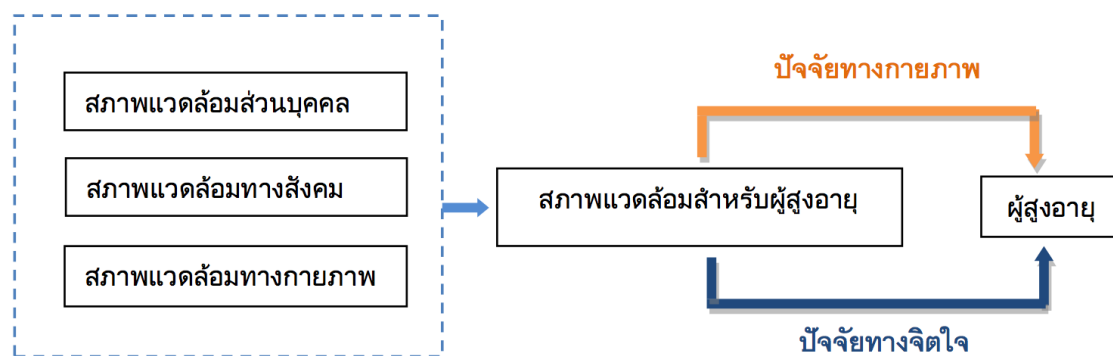 สภาพแวดล้อมส่วนบุคคล
สภาพแวดล้อมทางสังคม
สภาพแวดล้อมทางกายภาพ
สภาพแวดล้อมสำหรับผู้สูงอายุ
ปัจจัยทางกายภาพ
ผู้สูงอายุ
ปัจจัยทางจิตใจ